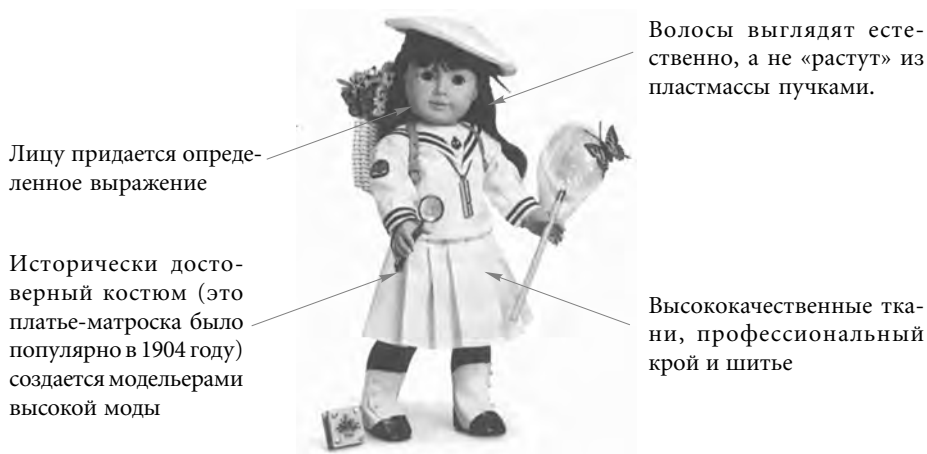 Волосы выглядят есте-
ственно, а не «растут» из
пластмассы пучками.
Лицу придается опреде-
ленное выражение
Исторически досто-
верный костюм (это
платье-матроска было
популярно в 1904 году)
создается модельерами
высокой моды
Высококачественные тка-
ни, профессиональный
крой и шитье